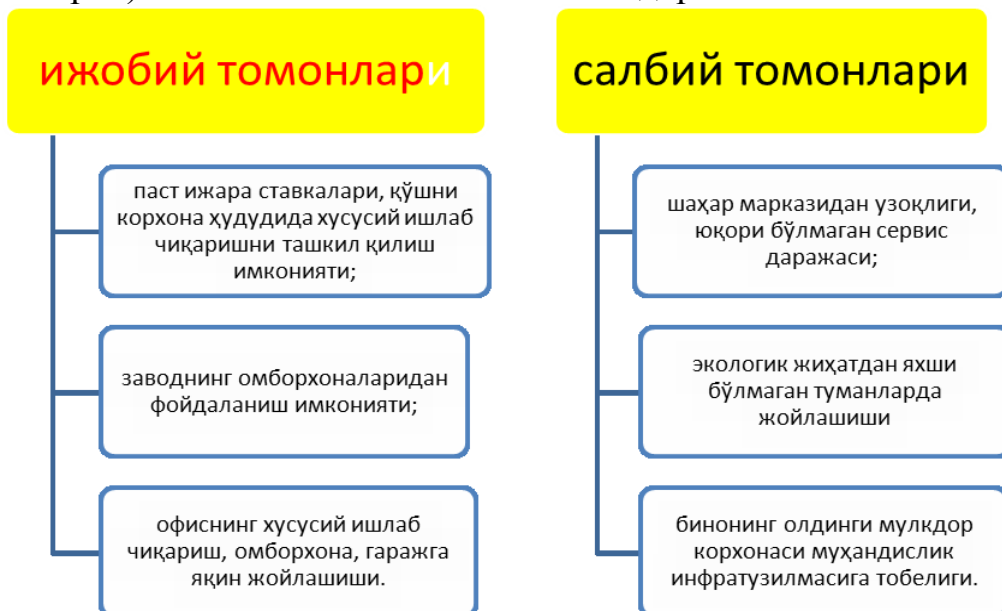 ижобий томонлари
паст ижара ставкалари, қўшни
корхона ҳудудида хусусий ишлаб
чиқаришни ташкил қилиш
имконияти;
заводнинг омборхоналаридан
фойдаланиш имконияти;
офиснинг хусусий ишлаб
чиқариш, омборхона, гаражга
яқин жойлашиши.
салбий томонлари
шаҳар марказидан узоқлиги,
юқори бўлмаган сервис
даражаси;
экологик жиҳатдан яхши
бўлмаган туманларда
жойлашиши
бинонинг олдинги мулкдор
корхонаси муҳандислик
инфратузилмасига тобелиги.